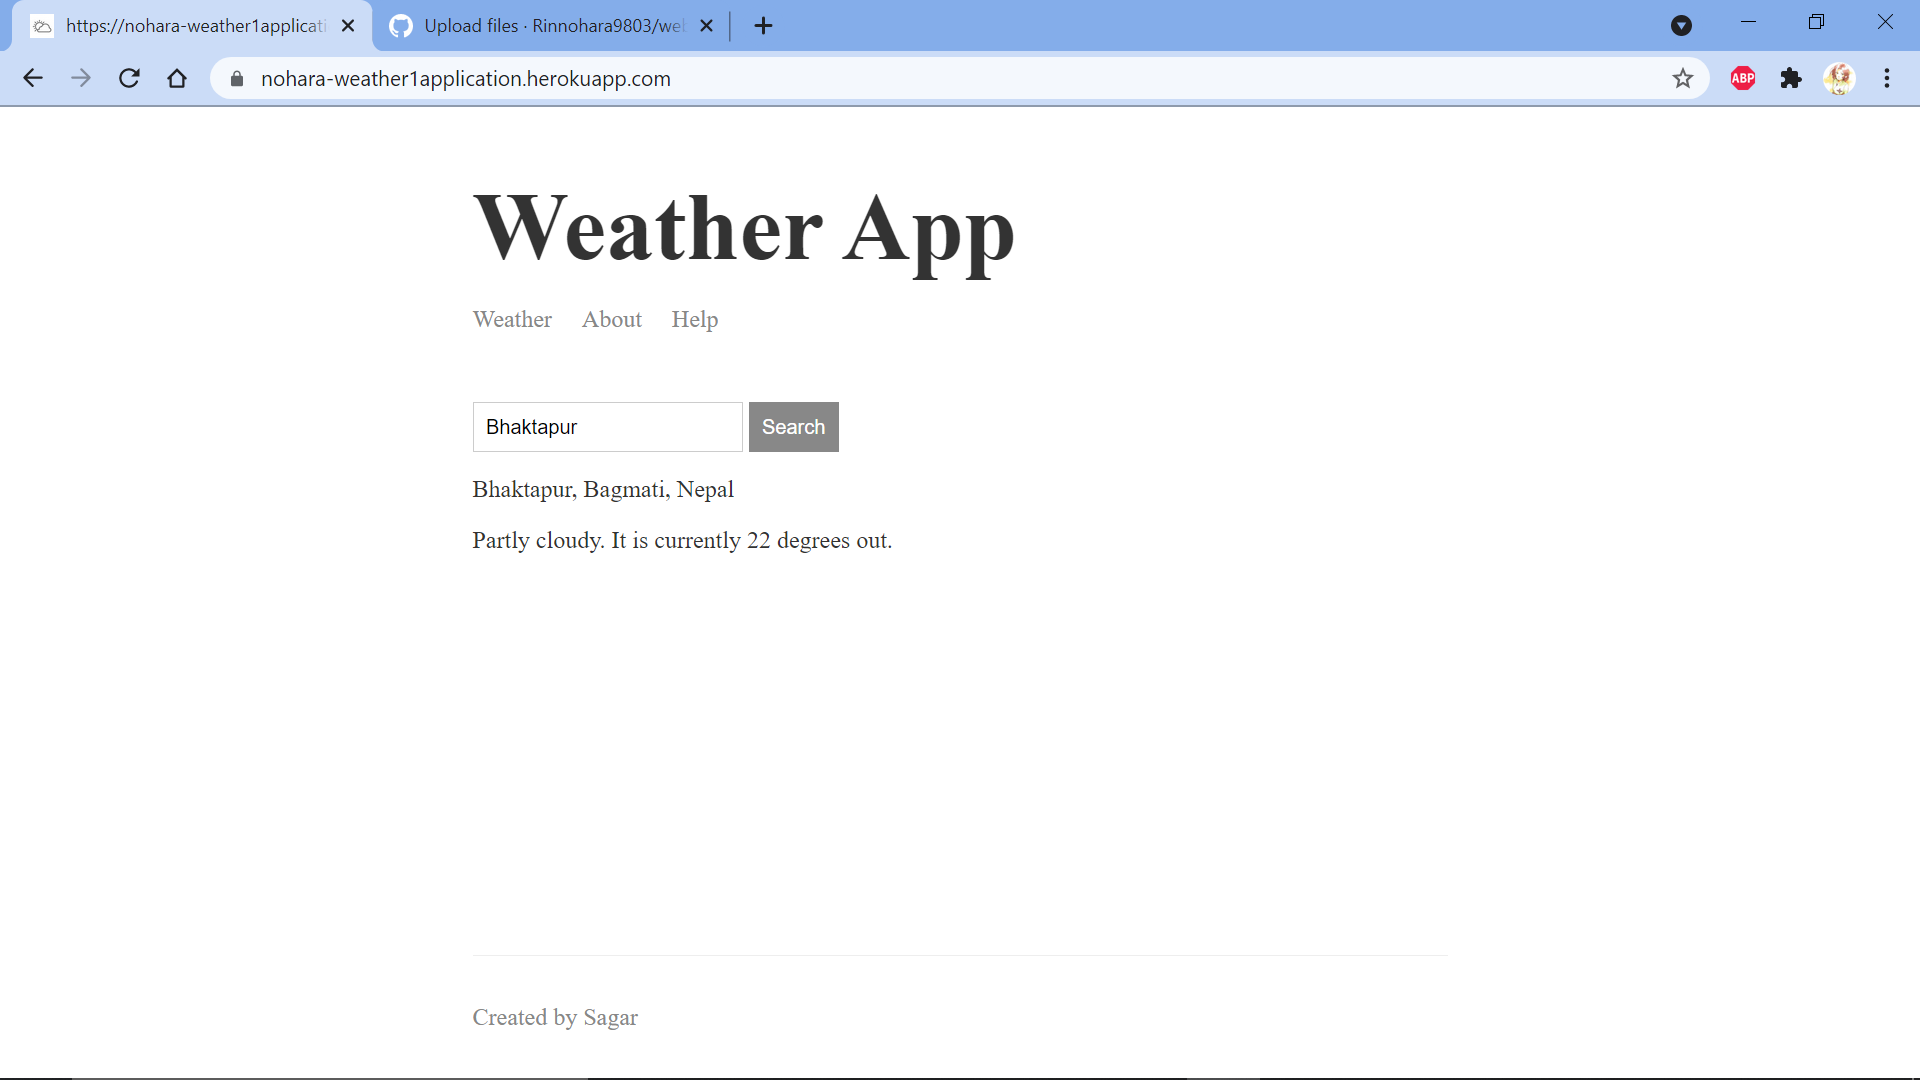 https://nohara-weather1applicati
Upload files · Rinnohara9803/we
nohara-weather1application.herokuapp.com
ABP
Weather App
Weather About Help
Bhaktapur Search
Bhaktapur, Bagmati, Nepal
Partly cloudy. It is currently 22 degrees out.
Created by Sagar